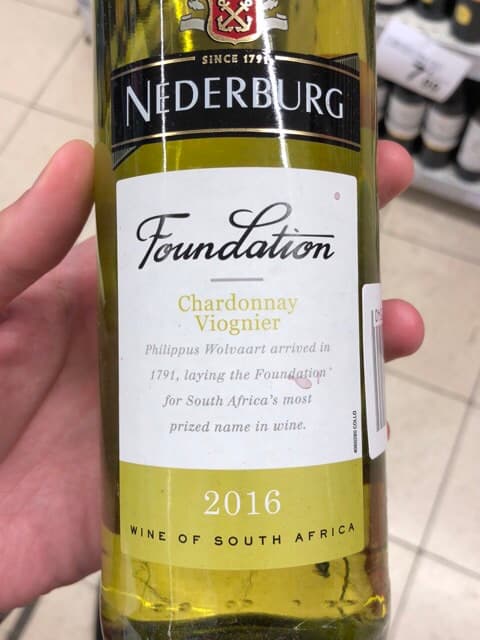 SINCE 1791
NEDERBURG
Foundation
Chardonnay
Viognier
Philippus Wolvaart arrived in
1791, laying the Foundation
for South Africa's most
prized name in wine.
2016
WINE OF SOUTH AFRICA